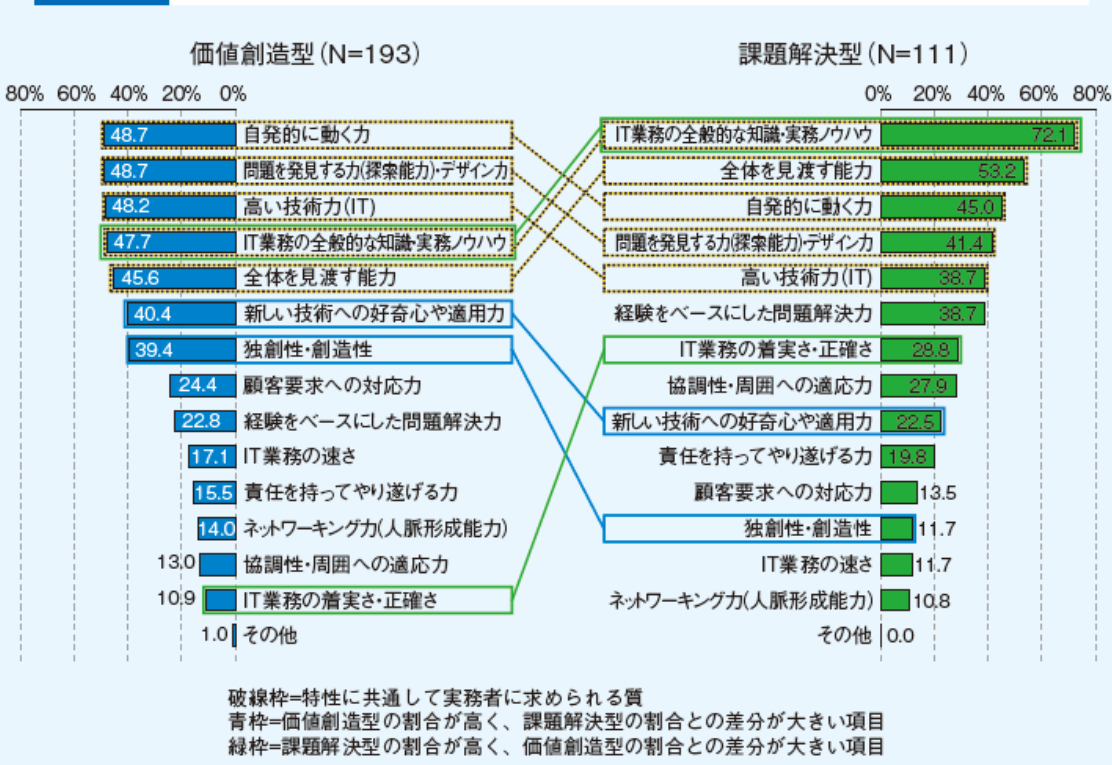 価値創造型(N=193)
80% 60% 40% 20% 0%
48.7 自発的に動く力
48.7 問題を発見する力(探索能力)・デザイン力
48.2 高い技術力(IT)
47.7 IT業務の全般的な知識・実務ノウハウ
45.6 全体を見渡す能力
40.4 新しい技術への好奇心や適用力
39.4 独創性・創造性
24.4 顧客要求への対応力
22.8 経験をベースにした問題解決力
17.1 IT業務の速さ
15.5 責任を持ってやり遂げる力
14.0 ネットワーキング力(人脈形成能力)
13.0 協調性・周囲への適応力
10.9 IT業務の着実さ・正確さ
1.0 その他
課題解決型(N=111)
0% 20% 40% 60% 80%
IT業務の全般的な知識・実務ノウハウ 72.1
全体を見渡す能力 53.2
自発的に動く力 45.0
問題を発見する力(探索能力)・デザイン力 41.4
高い技術力(IT) 38.7
経験をベースにした問題解決力 38.7
IT業務の着実さ・正確さ 28.8
協調性・周囲への適応力 27.9
新しい技術への好奇心や適用力 22.5
責任を持ってやり遂げる力 19.8
顧客要求への対応力 13.5
独創性・創造性 11.7
IT業務の速さ 11.7
ネットワーキング力(人脈形成能力) 10.8
その他 0.0
破線枠=特性に共通して実務者に求められる質
青枠=価値創造型の割合が高く、課題解決型の割合との差分が大きい項目
緑枠=課題解決型の割合が高く、価値創造型の割合との差分が大きい項目